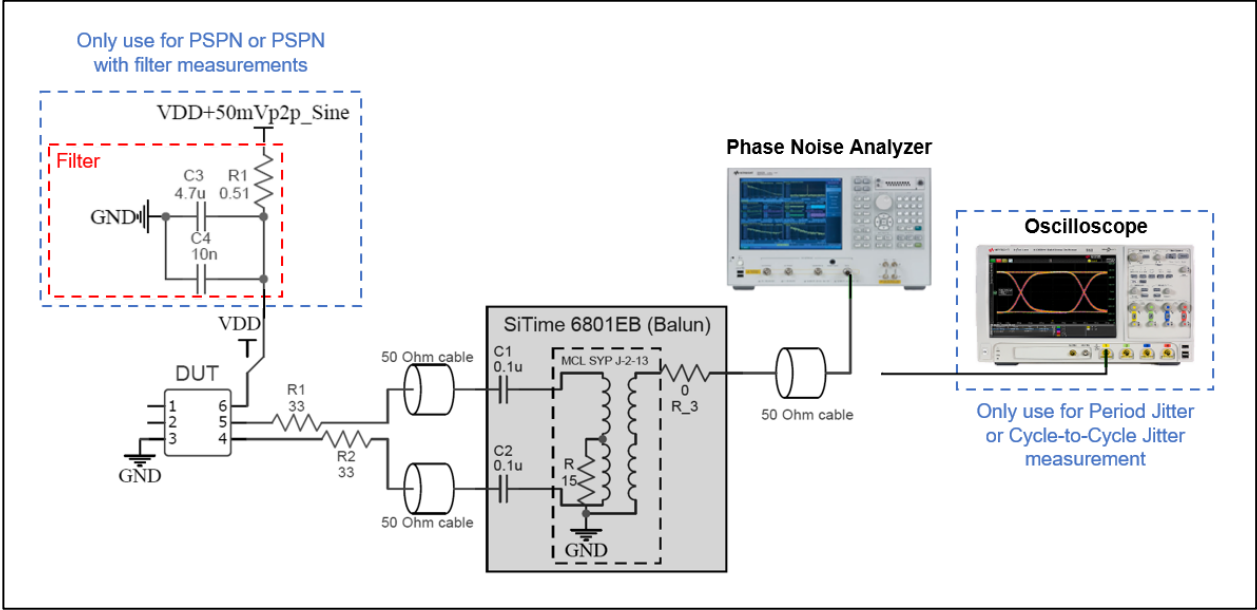 Only use for PSPN or PSPN
with filter measurements
VDD+50mVp2p_Sine
Filter
C3
4.7u
R1
0.51
GND
C4
10n
VDD
DUT
1
2
3
6
5
4
GND
R1
33
R2
33
50 Ohm cable
50 Ohm cable
SiTime 6801EB (Balun)
C1
0.1u
MCL SYP J-2-13
C2
0.1u
R
15
GND
0
R_3
50 Ohm cable
Phase Noise Analyzer
Oscilloscope
Only use for Period Jitter
or Cycle-to-Cycle Jitter
measurement